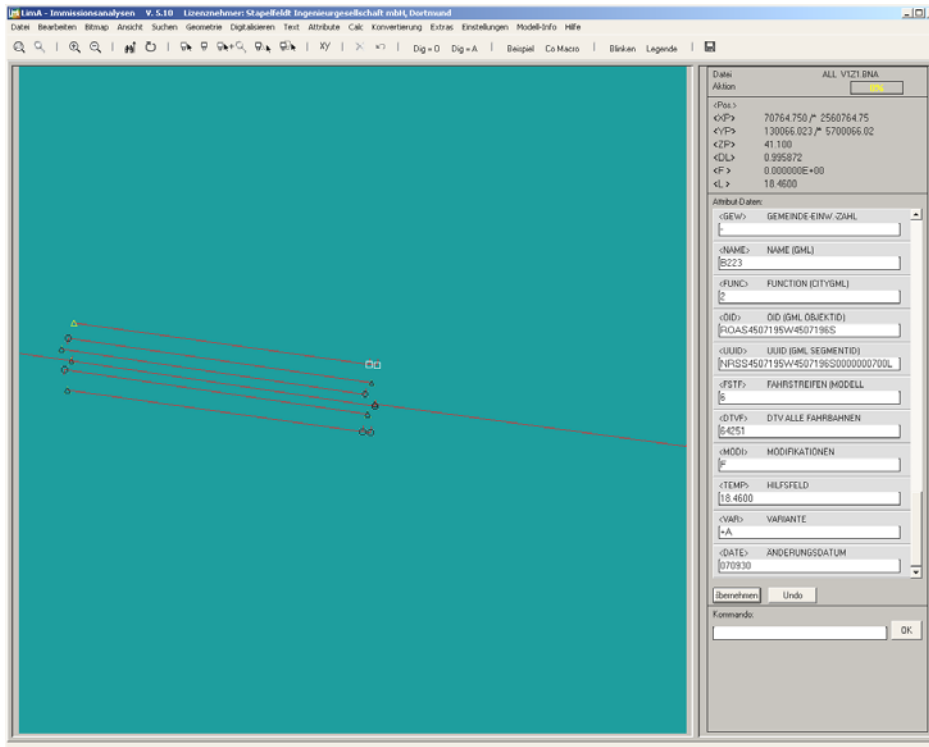 LimA - Immissionsanalysen V. 5.10 Lizenznehmer: Stapelfeldt Ingenieurgesellschaft mbH, Dortmund
Datei Bearbeiten Bitmap Ansicht Suchen Geometrie Digitalisieren Text Attribute Calc Konvertierung Extras Einstellungen Modell-Info Hilfe
XY Dig=O Dig=A Beispiel Co Macro Blinken Legende
Datei ALL V1Z1.BNA
Aktion 0%
<Pos.>
<XP> 70764.750 /* 2560764.75
<YP> 130066.023 /* 5700066.02
<ZP> 41.100
<DL> 0.995872
<F> 0.000000E+00
<L> 18.4600
Attribut-Daten:
<GEW> GEMEINDE-EINW.-ZAHL
-
<NAME> NAME (GML)
B223
<FUNC> FUNCTION (CITYGML)
2
<OID> OID (GML OBJEKTID)
ROAS4507195W4507196S
<UUID> UUID (GML SEGMENTID)
NRSS4507195W4507196S0000000700L
<FSTF> FAHRSTREIFEN (MODELL
6
<DTVF> DTV ALLE FAHRBAHNEN
64251
<MODI> MODIFIKATIONEN
F
<TEMP> HILFSFELD
18.4600
<VAR> VARIANTE
+A
<DATE> ÄNDERUNGSDATUM
070930
übernehmen Undo
Kommando:
OK